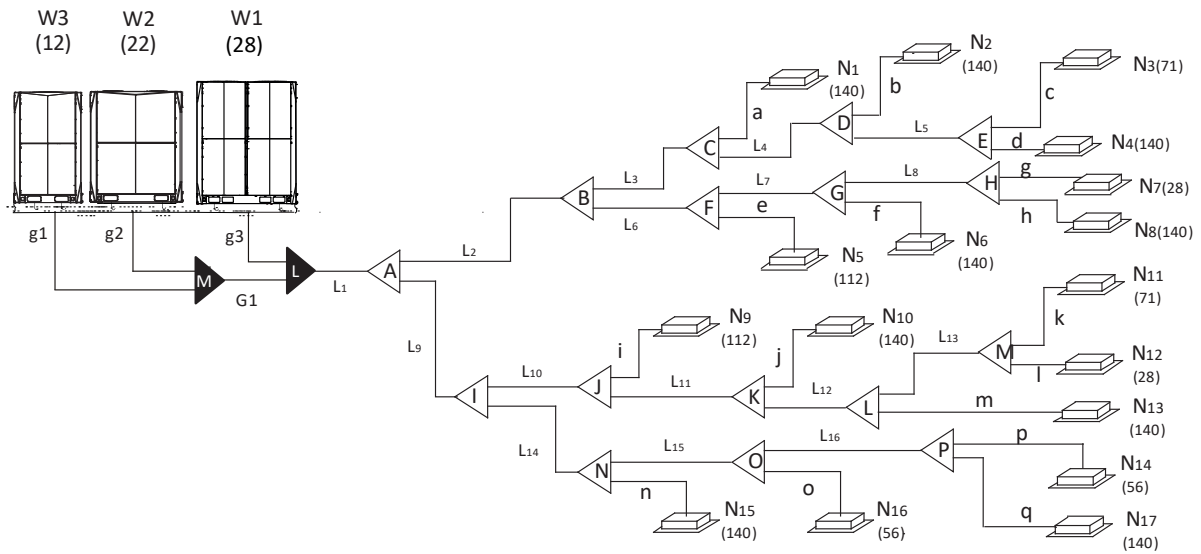 W3
(12)
W2
(22)
W1
(28)
g1
g2
g3
M
G1
L
L1
A
L2
B
L3
C
a
N1
(140)
L4
D
b
N2
(140)
L5
E
c
N3(71)
d
N4(140)
L6
F
e
N5
(112)
L7
G
f
N6
(140)
L8
H
g
N7(28)
h
N8(140)
L9
I
L10
J
i
N9
(112)
L11
K
j
N10
(140)
L12
L
L13
M
k
N11
(71)
l
N12
(28)
m
N13
(140)
L14
N
n
N15
(140)
L15
O
o
N16
(56)
L16
P
p
N14
(56)
q
N17
(140)